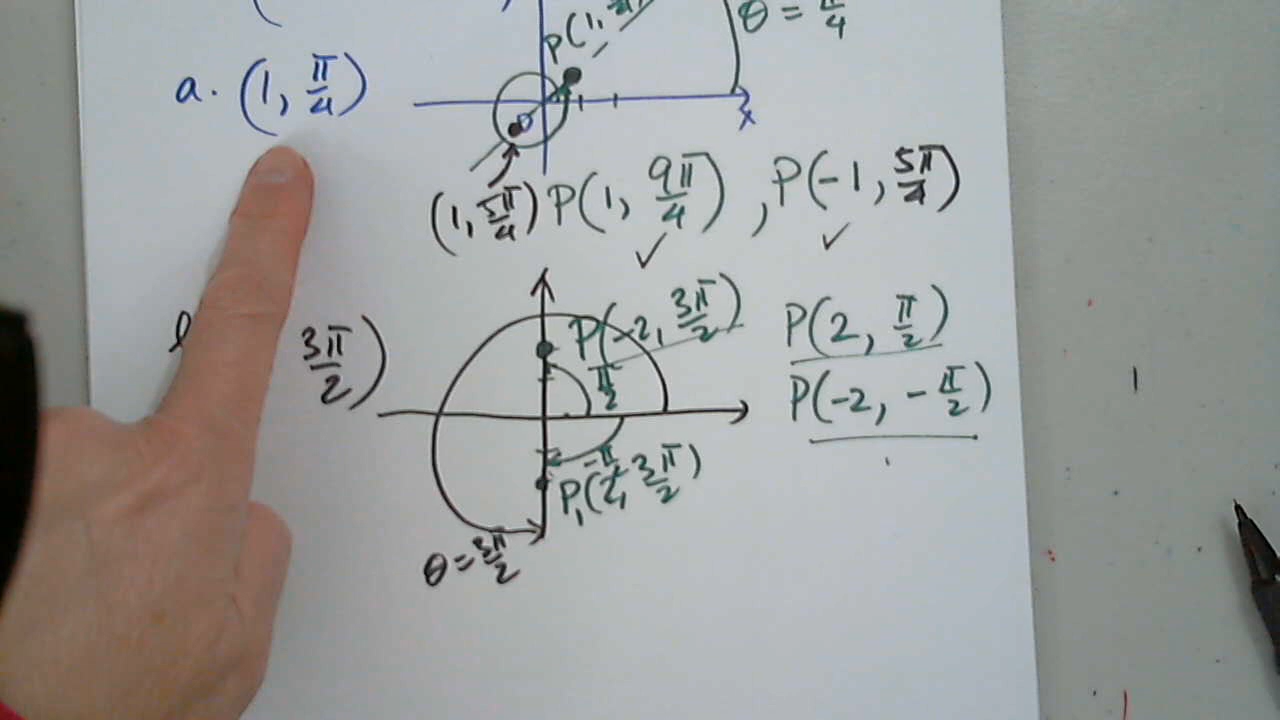 θ = π/4
P(1,
a. (1, π/4)
x
(1, 5π/4) P(1, 9π/4) , P(-1, 5π/4)
✓ ✓
3π/2)
P(-2, 3π/2) P(2, π/2)
π/2 P(-2, -π/2)
P₁(2, 3π/2)
θ = 3π/2